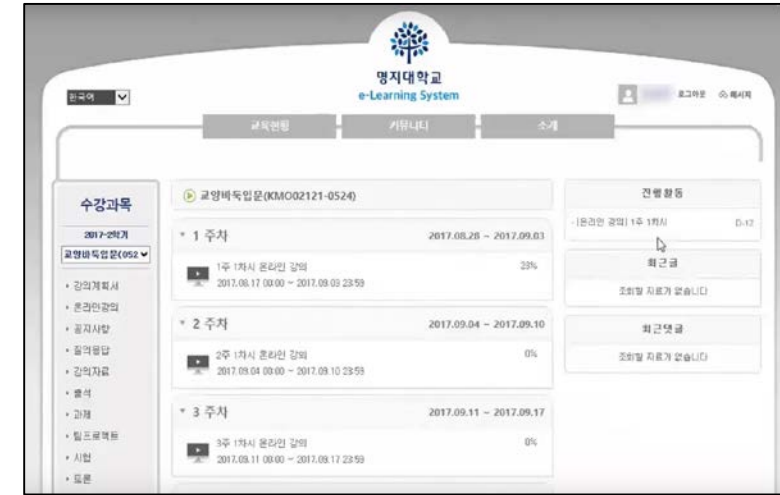 명지대학교
e-Learning System
한국어
로그아웃
메시지
교육현황
커뮤니티
소개
수강과목
2017-2학기
교양바둑입문(052
강의계획서
온라인강의
공지사항
질의응답
강의자료
출석
과제
팀프로젝트
시험
토론
교양바둑입문(KMO02121-0524)
1 주차
2017.08.28 ~ 2017.09.03
1주 1차시 온라인 강의
23%
2017.08.17 00:00 ~ 2017.09.03 23:59
2 주차
2017.09.04 ~ 2017.09.10
2주 1차시 온라인 강의
0%
2017.09.04 00:00 ~ 2017.09.10 23:59
3 주차
2017.09.11 ~ 2017.09.17
3주 1차시 온라인 강의
0%
2017.09.11 00:00 ~ 2017.09.17 23:59
진행활동
- [온라인 강의] 1주 1차시
D-12
최근글
조회할 자료가 없습니다
최근댓글
조회할 자료가 없습니다